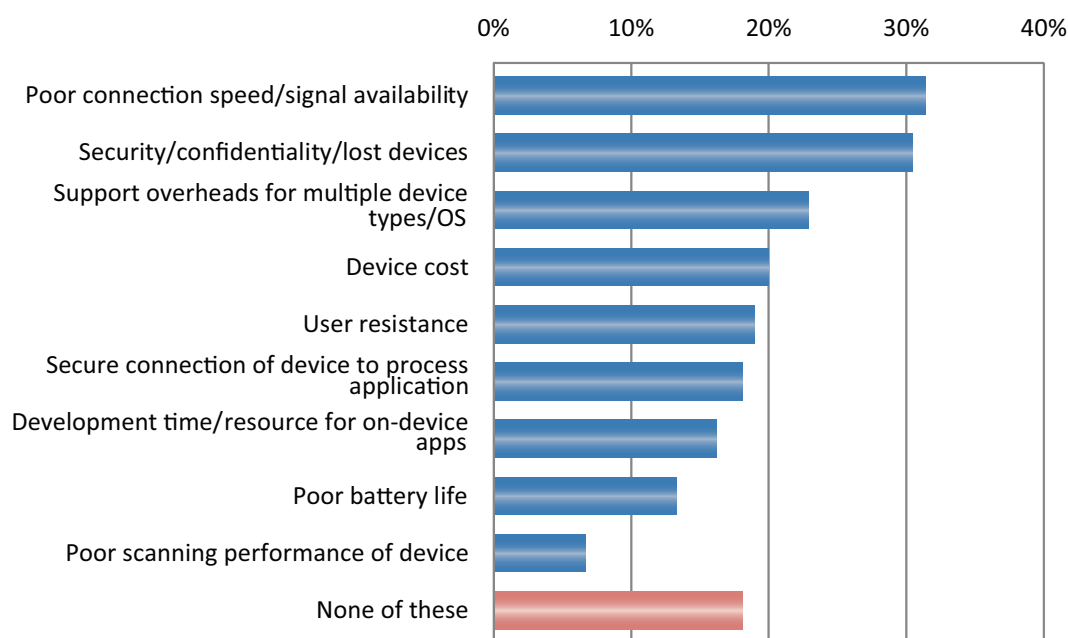 0% 10% 20% 30% 40%
Poor connection speed/signal availability
Security/confidentiality/lost devices
Support overheads for multiple device
types/OS
Device cost
User resistance
Secure connection of device to process
application
Development time/resource for on-device
apps
Poor battery life
Poor scanning performance of device
None of these